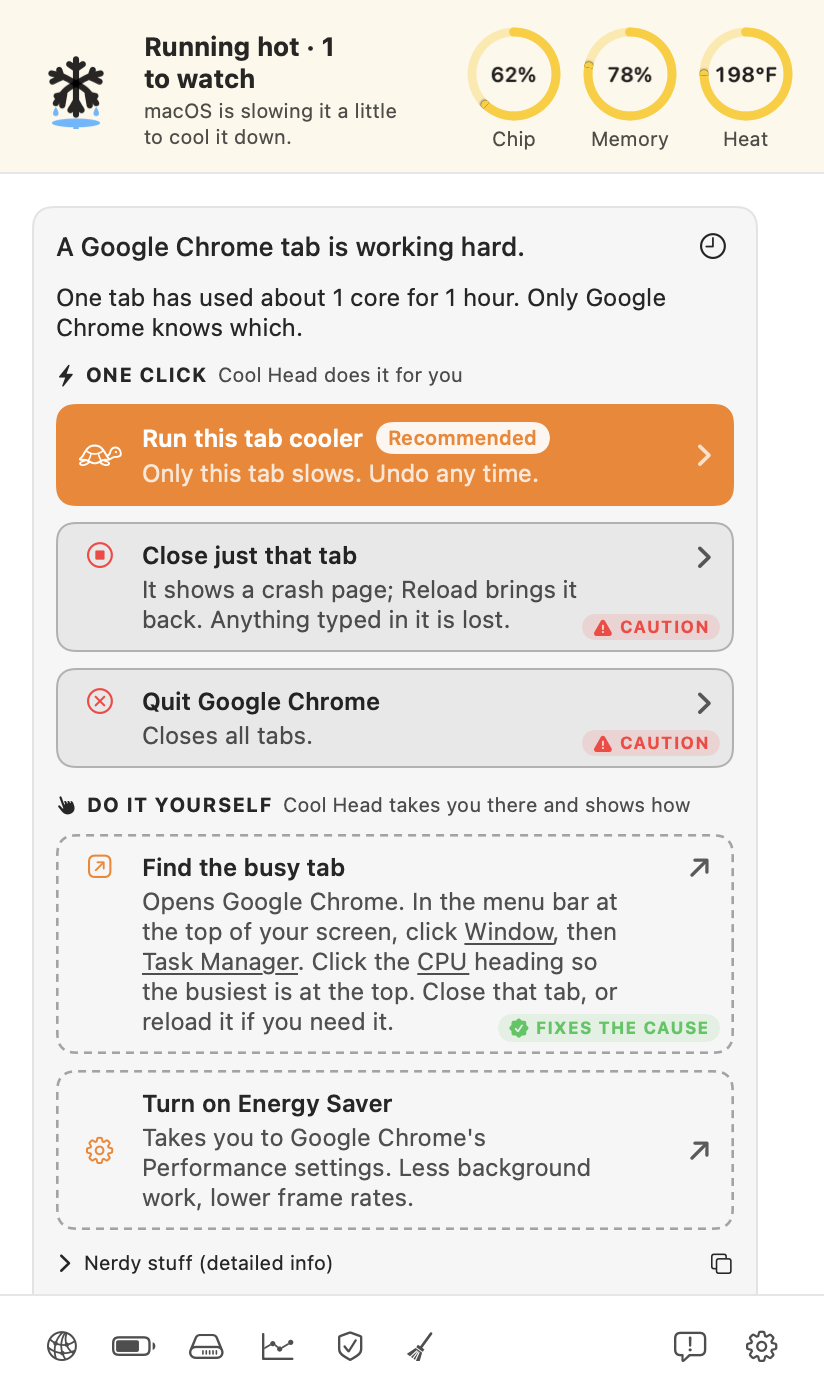 Running hot · 1
to watch
macOS is slowing it a little
to cool it down.
62%
78%
198°F
Chip
Memory
Heat
A Google Chrome tab is working hard.
One tab has used about 1 core for 1 hour. Only Google
Chrome knows which.
ONE CLICK Cool Head does it for you
Run this tab cooler Recommended
Only this tab slows. Undo any time.
Close just that tab
It shows a crash page; Reload brings it
back. Anything typed in it is lost.
CAUTION
Quit Google Chrome
Closes all tabs.
CAUTION
DO IT YOURSELF Cool Head takes you there and shows how
Find the busy tab
Opens Google Chrome. In the menu bar at
the top of your screen, click Window, then
Task Manager. Click the CPU heading so
the busiest is at the top. Close that tab, or
reload it if you need it.
FIXES THE CAUSE
Turn on Energy Saver
Takes you to Google Chrome's
Performance settings. Less background
work, lower frame rates.
Nerdy stuff (detailed info)